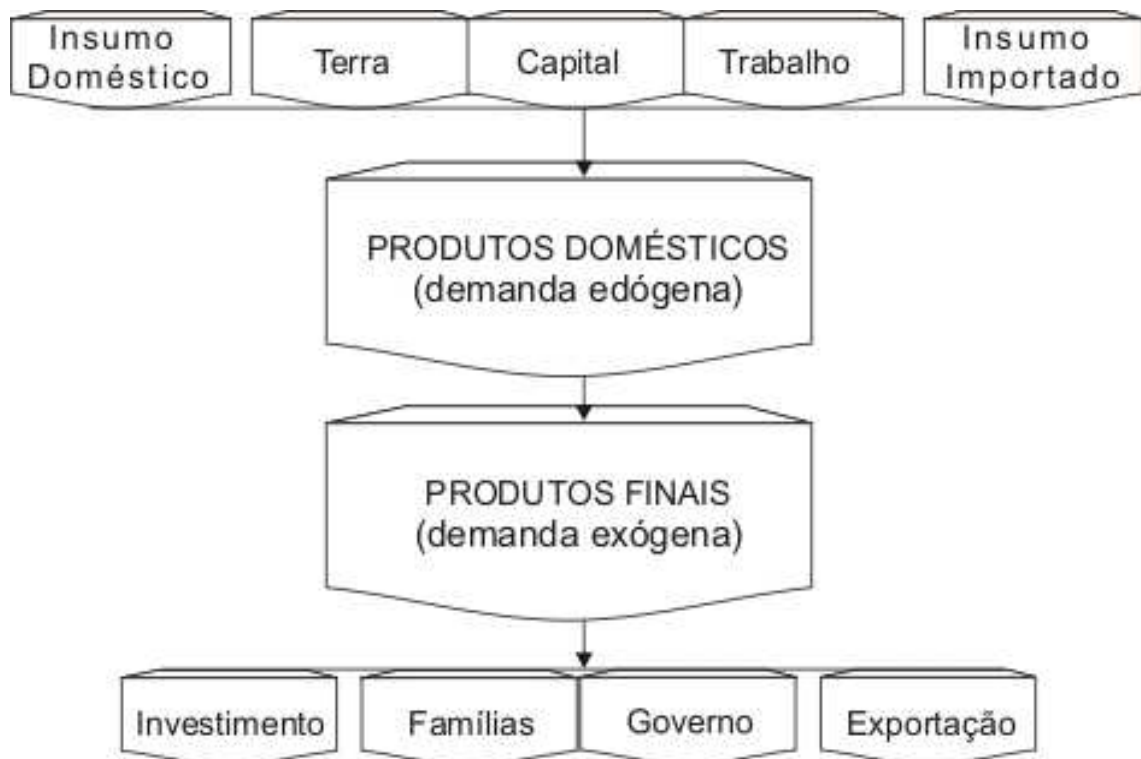 Insumo
Doméstico
Terra
Capital
Trabalho
Insumo
Importado
PRODUTOS DOMÉSTICOS
(demanda edógena)
PRODUTOS FINAIS
(demanda exógena)
Investimento
Famílias
Governo
Exportação